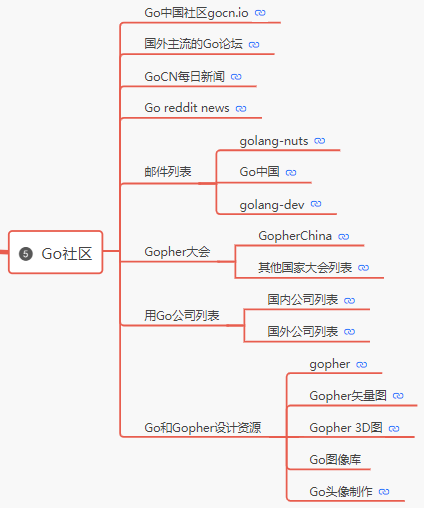 Go中国社区gocn.io
国外主流的Go论坛
GoCN每日新闻
Go reddit news
邮件列表
golang-nuts
Go中国
golang-dev
5 Go社区
Gopher大会
GopherChina
其他国家大会列表
用Go公司列表
国内公司列表
国外公司列表
Go和Gopher设计资源
gopher
Gopher矢量图
Gopher 3D图
Go图像库
Go头像制作